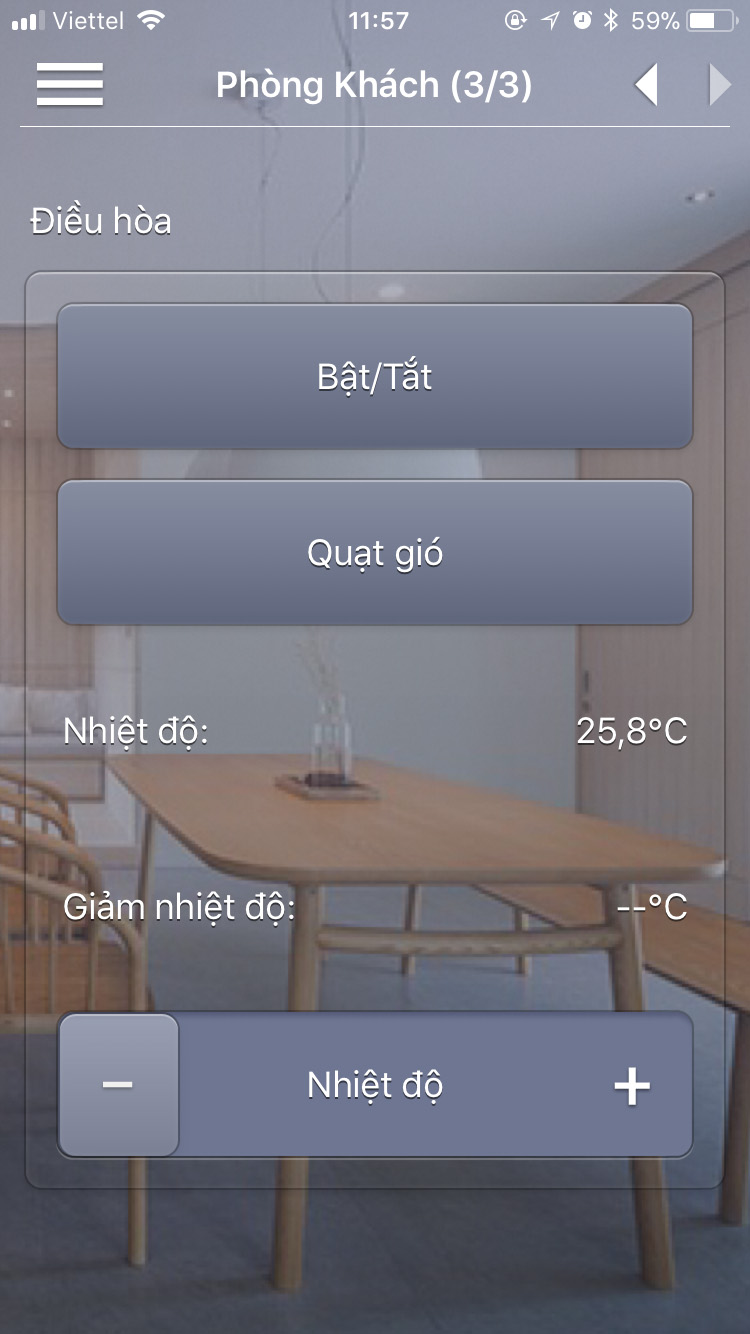 Viettel 11:57 59%
Phòng Khách (3/3)
Điều hòa
Bật/Tắt
Quạt gió
Nhiệt độ: 25,8°C
Giảm nhiệt độ: --°C
− Nhiệt độ +